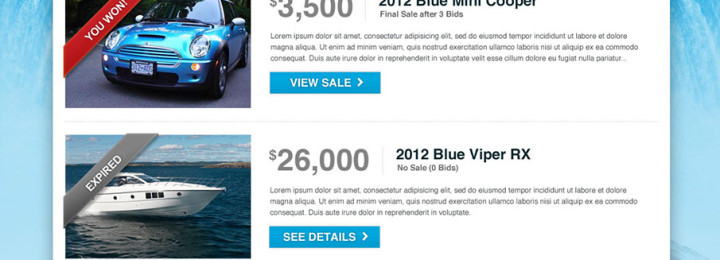 YOU WON!
$3,500
2012 Blue Mini Cooper
Final Sale after 3 Bids
Lorem ipsum dolor sit amet, consectetur adipisicing elit, sed do eiusmod tempor incididunt ut labore et dolore
magna aliqua. Ut enim ad minim veniam, quis nostrud exercitation ullamco laboris nisi ut aliquip ex ea commodo
consequat. Duis aute irure dolor in reprehenderit in voluptate velit esse cillum dolore eu fugiat nulla pariatur...
VIEW SALE
EXPIRED
$26,000
2012 Blue Viper RX
No Sale (0 Bids)
Lorem ipsum dolor sit amet, consectetur adipisicing elit, sed do eiusmod tempor incididunt ut labore et dolore
magna aliqua. Ut enim ad minim veniam, quis nostrud exercitation ullamco laboris nisi ut aliquip ex ea commodo
consequat. Duis aute irure dolor in reprehenderit in voluptate.
SEE DETAILS